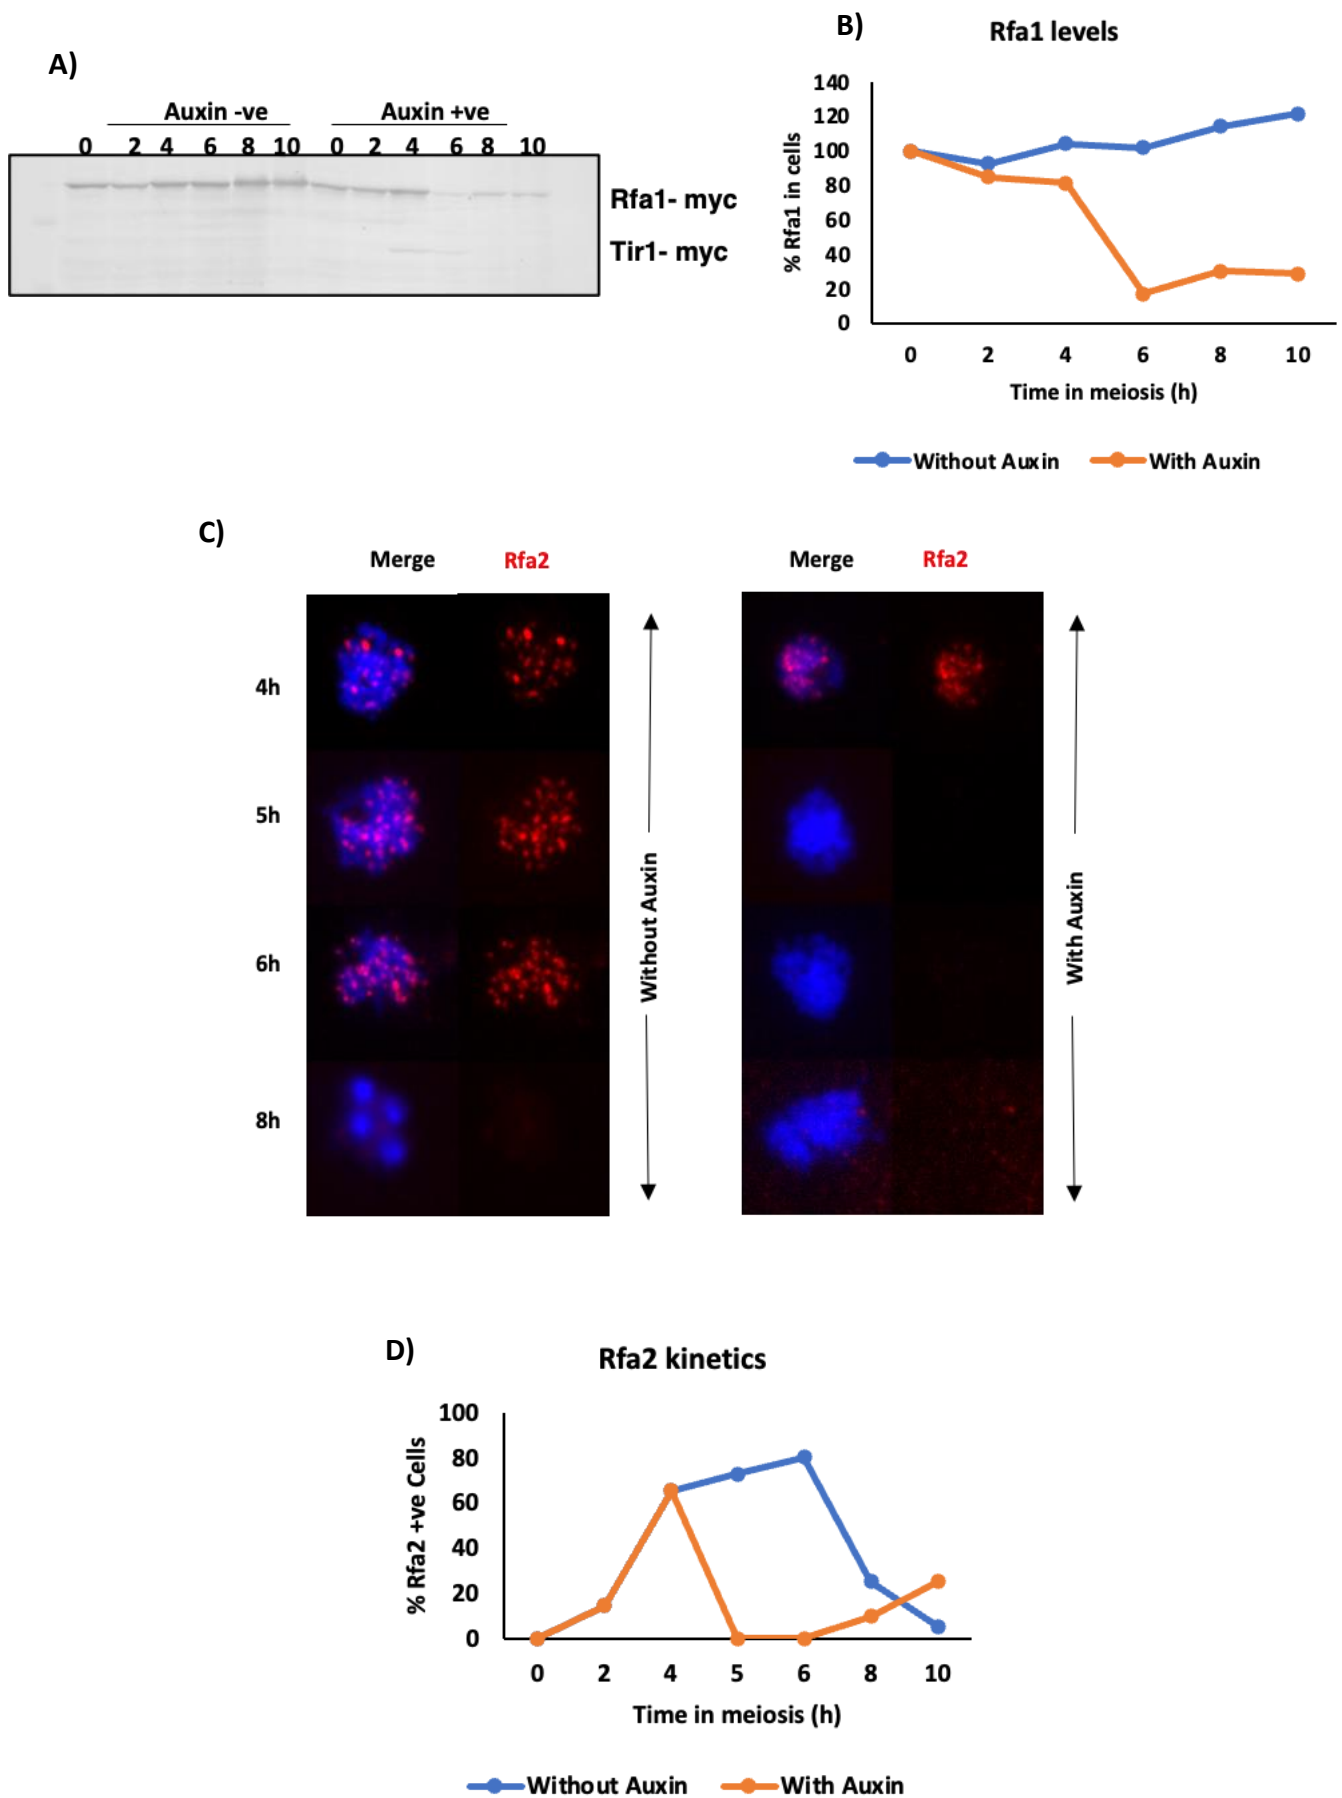 A)
Auxin -ve Auxin +ve
0 2 4 6 8 10 0 2 4 6 8 10
Rfa1- myc
Tir1- myc
B)
Rfa1 levels
% Rfa1 in cells
140
120
100
80
60
40
20
0
0 2 4 6 8 10
Time in meiosis (h)
Without Auxin With Auxin
C)
Merge Rfa2 Merge Rfa2
4h
5h
6h
8h
Without Auxin
With Auxin
D)
Rfa2 kinetics
% Rfa2 +ve Cells
100
80
60
40
20
0
0 2 4 5 6 8 10
Time in meiosis (h)
Without Auxin With Auxin